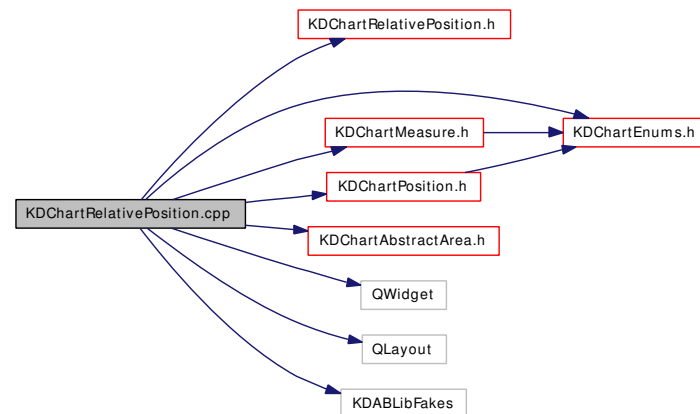 KDChartRelativePosition.h
KDChartMeasure.h
KDChartEnums.h
KDChartPosition.h
KDChartRelativePosition.cpp
KDChartAbstractArea.h
QWidget
QLayout
KDABLibFakes